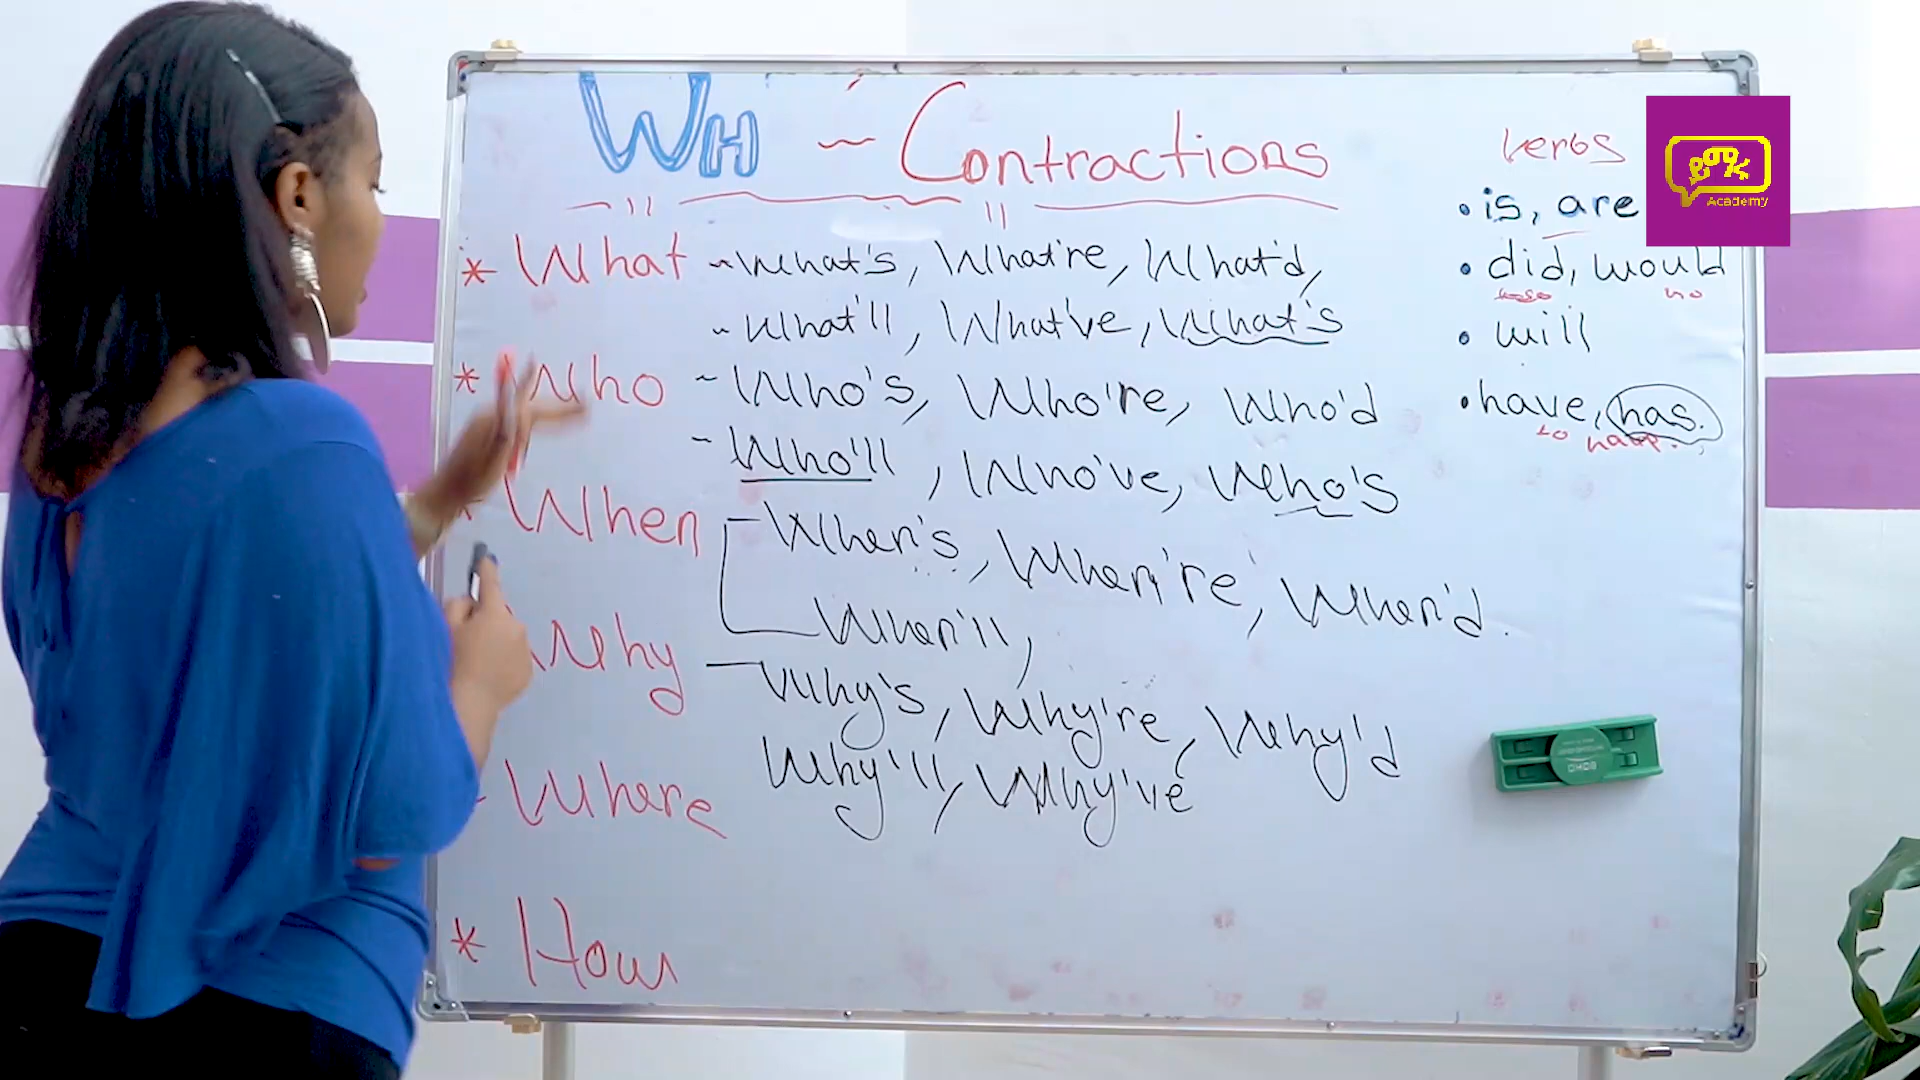 WH ~ Contractions
* What ~ What's, What're, What'd,
~ What'll, What've, What's
* Who ~ Who's, Who're, Who'd
~ Who'll, Who've, Who's
* When - When's, When're, When'd.
When'll,
Why - Why's, Why're, Why'd
Why'll, Why've
Where
* How
verbs
• is, are
• did, would
no
• will
• have, has.
to have.
ይማሩ
Academy